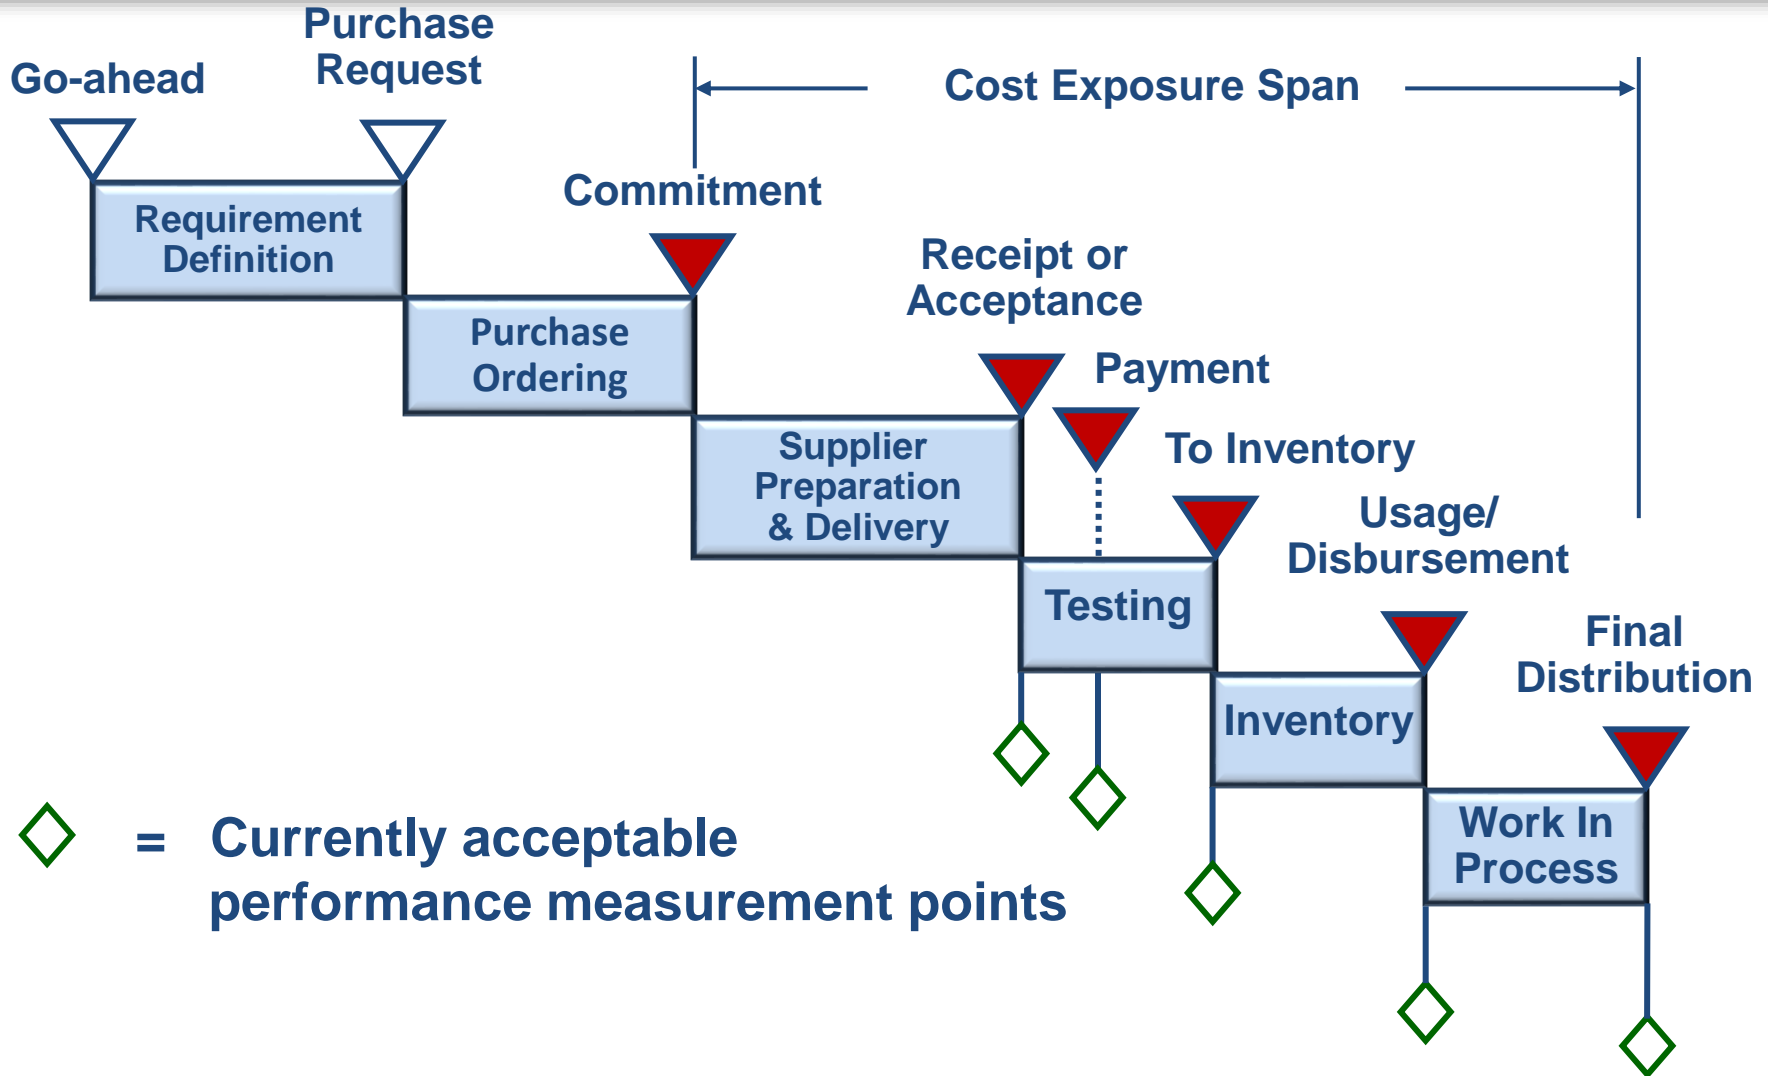 Purchase
Request
Go-ahead
Cost Exposure Span
Commitment
Requirement
Definition
Receipt or
Acceptance
Purchase
Ordering
Payment
Supplier
Preparation
& Delivery
To Inventory
Usage/
Disbursement
Testing
Final
Distribution
Inventory
Work In
Process
= Currently acceptable
performance measurement points